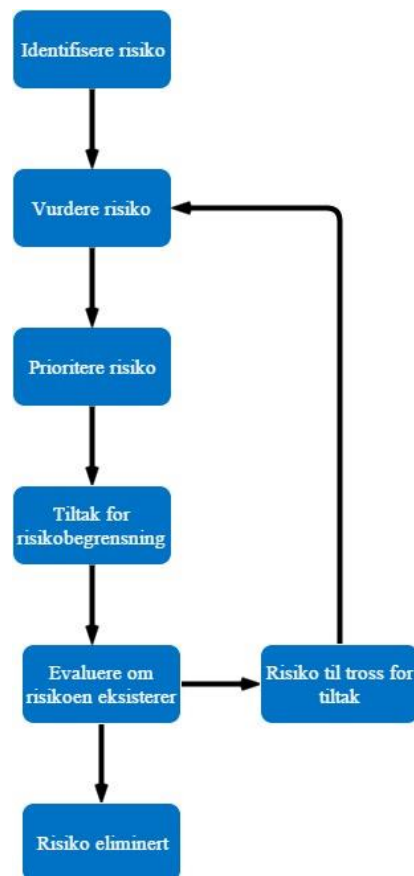 Identifisere risiko
Vurdere risiko
Prioritere risiko
Tiltak for
risikobegrensning
Evaluere om
risikoen eksisterer
Risiko til tross for
tiltak
Risiko eliminert